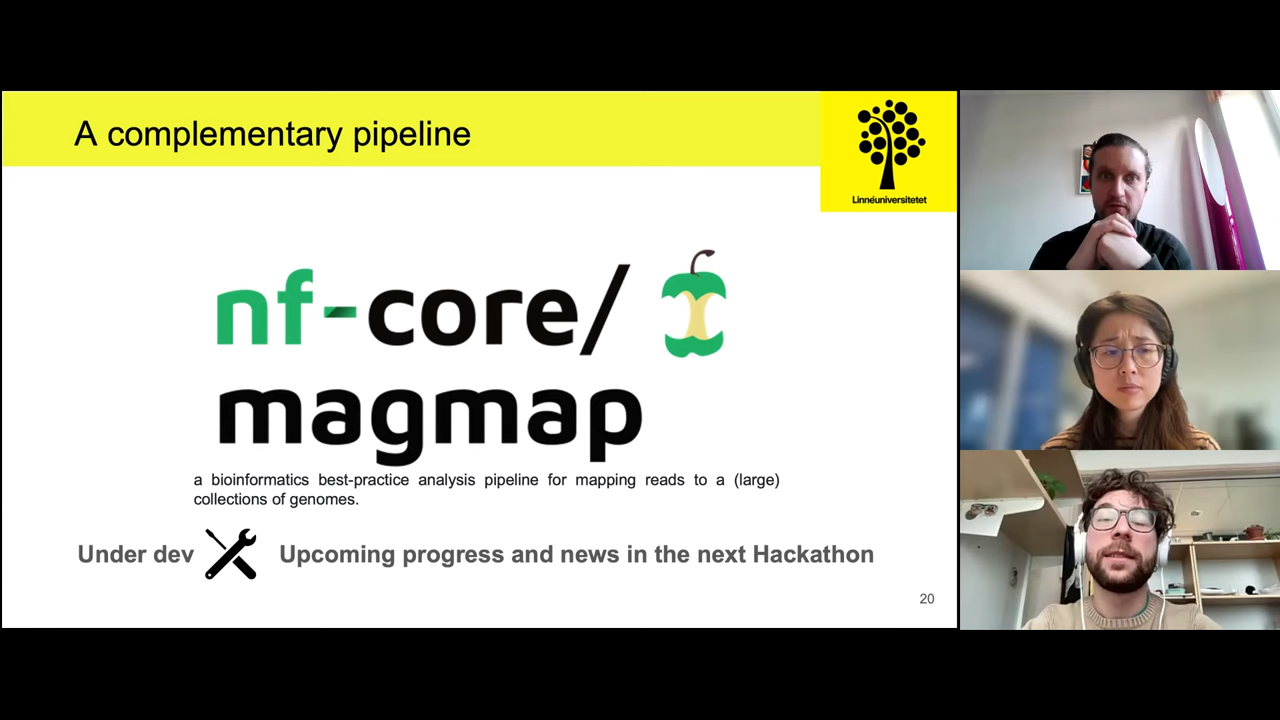 A complementary pipeline
Linnéuniversitetet
nf-core/
magmap
a bioinformatics best-practice analysis pipeline for mapping reads to a (large)
collections of genomes.
Under dev Upcoming progress and news in the next Hackathon
20